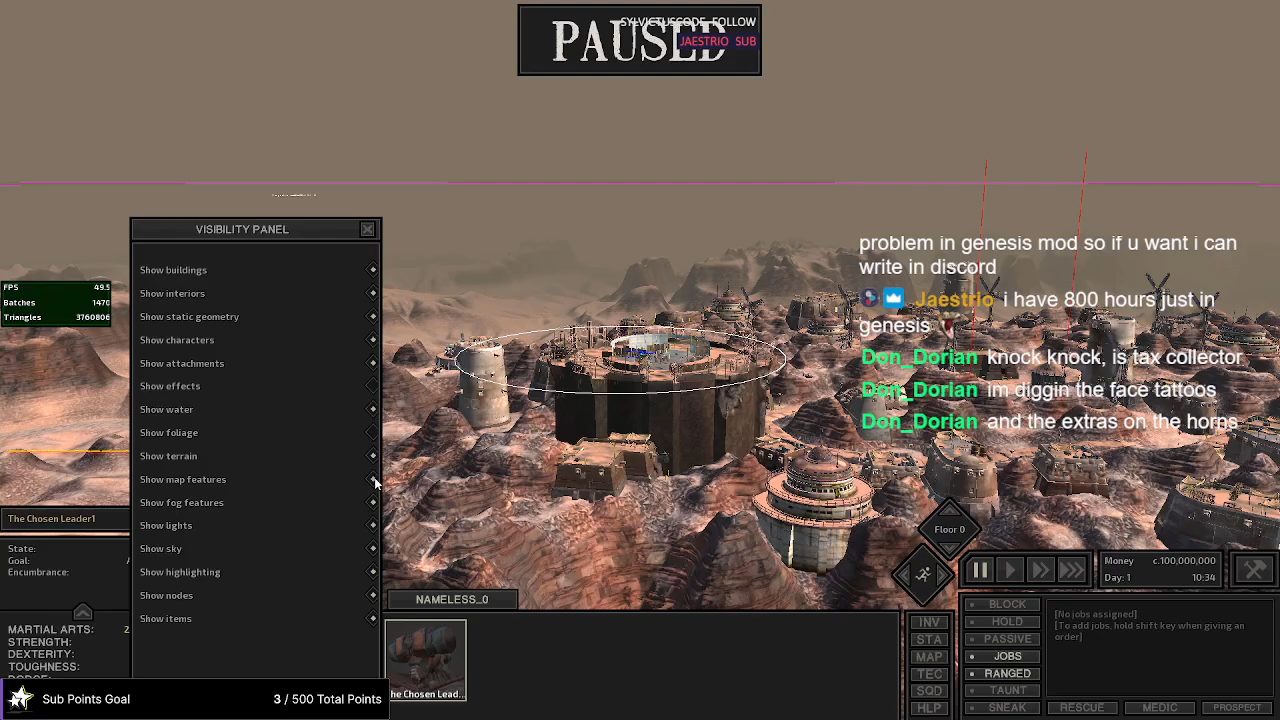 PAUSED
SYLVICTUSCODE FOLLOW
JAESTRIO SUB
VISIBILITY PANEL
Show buildings
Show interiors
Show static geometry
Show characters
Show attachments
Show effects
Show water
Show foliage
Show terrain
Show map features
Show fog features
Show lights
Show sky
Show highlighting
Show nodes
Show items
FPS 49.5
Batches 1470
Triangles 3760806
problem in genesis mod so if u want i can
write in discord
Jaestrio i have 800 hours just in
genesis
Don_Dorian knock knock, is tax collector
Don_Dorian im diggin the face tattoos
Don_Dorian and the extras on the horns
The Chosen Leader1
State:
Goal:
Encumbrance:
MARTIAL ARTS: 2
STRENGTH:
DEXTERITY:
TOUGHNESS:
Sub Points Goal 3 / 500 Total Points
NAMELESS_0
he Chosen Lead..
Floor 0
Money c.100,000,000
Day: 1 10:34
INV
STA
MAP
TEC
SQD
HLP
BLOCK
HOLD
PASSIVE
JOBS
RANGED
TAUNT
SNEAK
[No jobs assigned]
[To add jobs, hold shift key when giving an
order]
RESCUE
MEDIC
PROSPECT